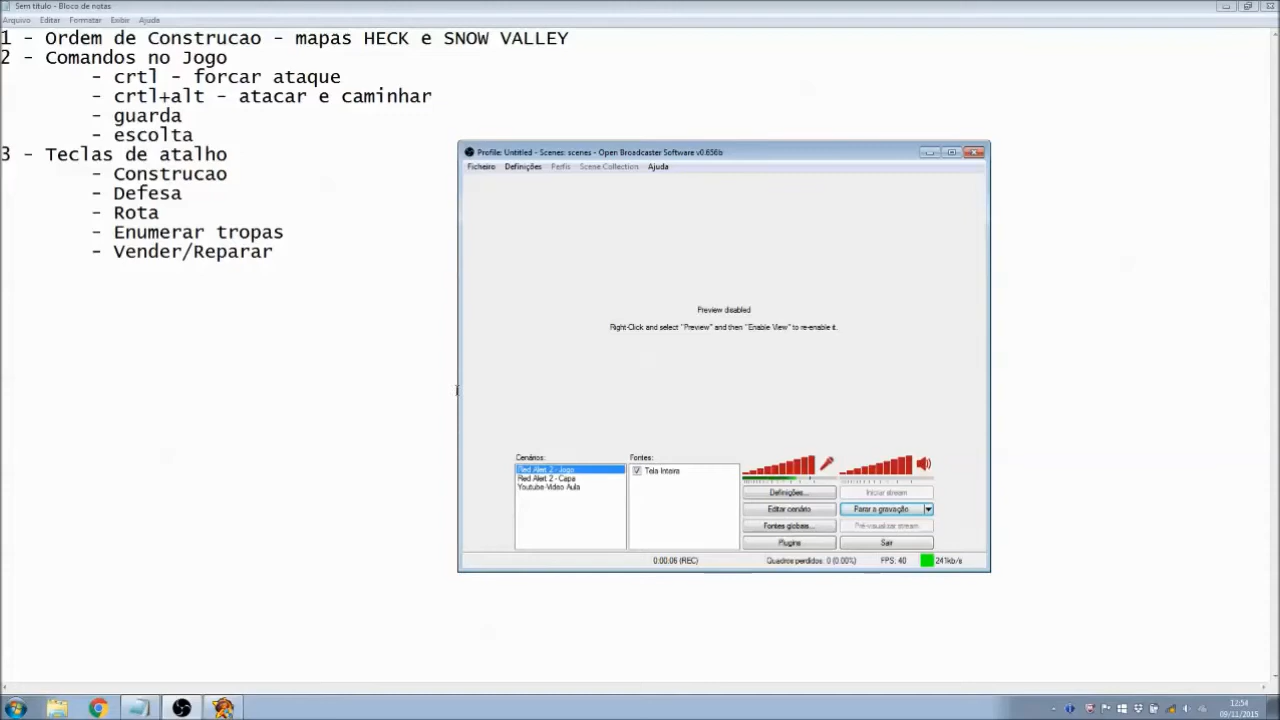 Sem título - Bloco de notas
Arquivo Editar Formatar Exibir Ajuda
1 - Ordem de Construcao - mapas HECK e SNOW VALLEY
2 - Comandos no Jogo
- crtl - forcar ataque
- crtl+alt - atacar e caminhar
- guarda
- escolta
3 - Teclas de atalho
- Construcao
- Defesa
- Rota
- Enumerar tropas
- Vender/Reparar
Profile: Untitled - Scenes: scenes - Open Broadcaster Software v0.656b
Ficheiro Definições Perfis Scene Collection Ajuda
Preview disabled
Right-Click and select "Preview" and then "Enable View" to re-enable it.
Cenários:
Red Alert 2 - Jogo
Red Alert 2 - Capa
Youtube Video Aula
Fontes:
Tela Inteira
Definições... Iniciar stream
Editar cenário Parar a gravação
Fontes globais... Pré-visualizar stream
Plugins Sair
0:00:06 (REC) Quadros perdidos: 0 (0.00%) FPS: 40 241kb/s
12:54
09/11/2015